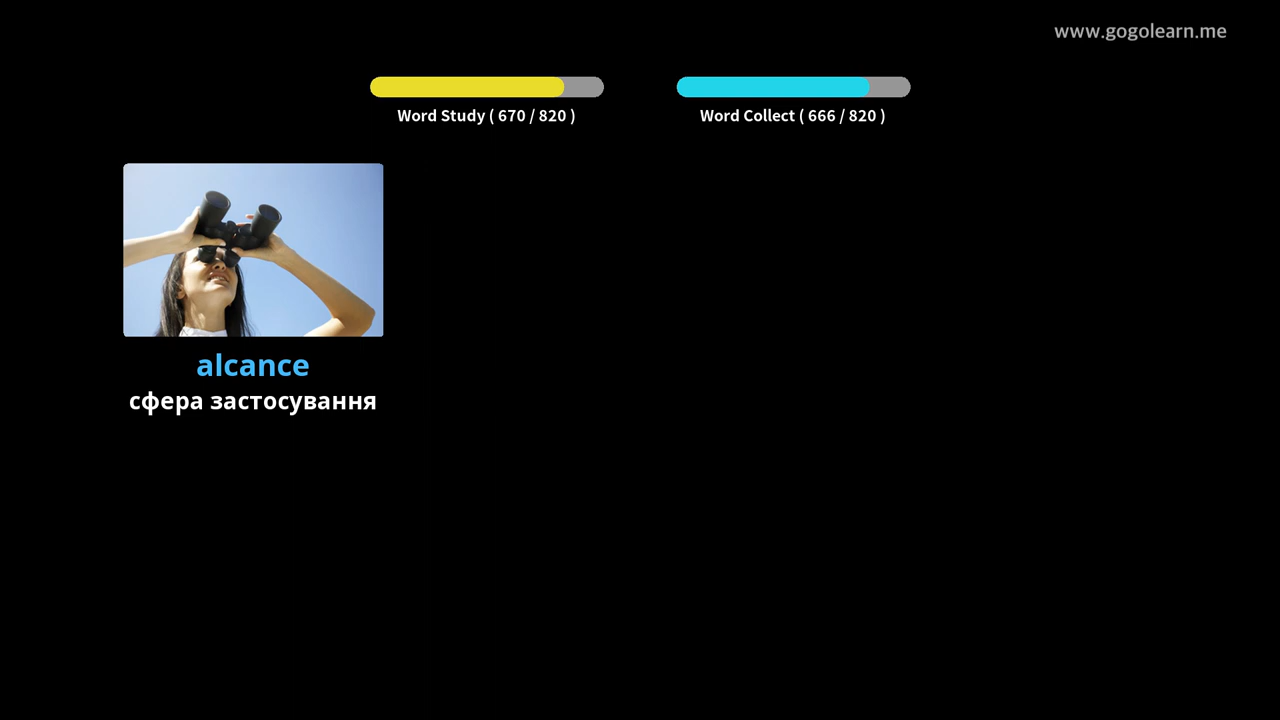 www.gogolearn.me
Word Study ( 670 / 820 )
Word Collect ( 666 / 820 )
alcance
сфера застосування